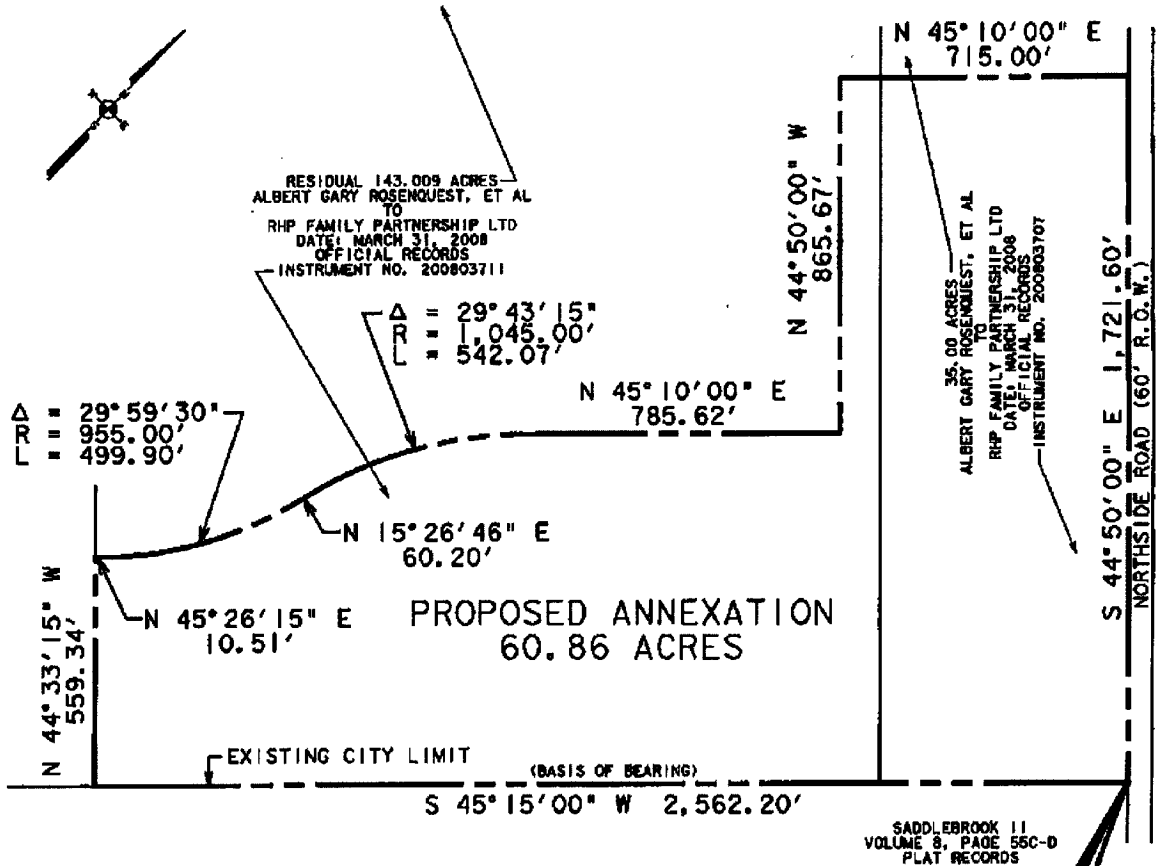 N 45°10'00" E
715.00'
RESIDUAL 143.009 ACRES
ALBERT GARY ROSENQUEST, ET AL
TO
RHP FAMILY PARTNERSHIP LTD
DATE: MARCH 31, 2008
OFFICIAL RECORDS
INSTRUMENT NO. 200803711
N 44°50'00" W
865.67'
Δ = 29°43'15"
R = 1,045.00'
L = 542.07'
N 45°10'00" E
785.62'
35.00 ACRES
ALBERT GARY ROSENQUEST, ET AL
TO
RHP FAMILY PARTNERSHIP LTD
DATE: MARCH 31, 2008
OFFICIAL RECORDS
INSTRUMENT NO. 200803707
S 44°50'00" E 1,721.60'
NORTHSIDE ROAD (60' R.O.W.)
Δ = 29°59'30"
R = 955.00'
L = 499.90'
N 15°26'46" E
60.20'
N 45°26'15" E
10.51'
N 44°33'15" W
559.34'
PROPOSED ANNEXATION
60.86 ACRES
EXISTING CITY LIMIT
(BASIS OF BEARING)
S 45°15'00" W 2,562.20'
SADDLEBROOK II
VOLUME 8, PAGE 55C-D
PLAT RECORDS